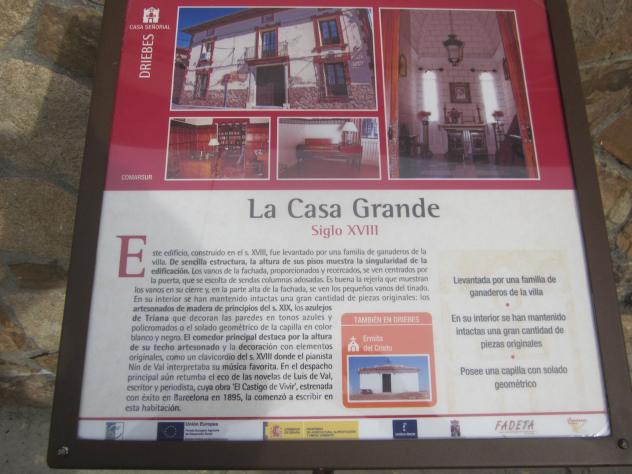 CASA SEÑORIAL
DRIEBES
COMARSUR
La Casa Grande
Siglo XVIII
Este edificio, construido en el s. XVIII, fue levantado por una familia de ganaderos de la
villa. De sencilla estructura, la altura de sus pisos muestra la singularidad de la
edificación. Los vanos de la fachada, proporcionados y recercados, se ven centrados por
la puerta, que se escolta de sendas columnas adosadas. Es buena la rejería que muestran
los vanos en su cierre y, en la parte alta de la fachada, se ven los pequeños vanos del tinado.
En su interior se han mantenido intactas una gran cantidad de piezas originales: los
artesonados de madera de principios del s. XIX, los azulejos
de Triana que decoran las paredes en tonos azules y
polícromados o el solado geométrico de la capilla en color
blanco y negro. El comedor principal destaca por la altura
de su techo artesonado y la decoración con elementos
originales, como un clavicordio del s. XVIII donde el pianista
Nin de Val interpretaba su música favorita. En el despacho
principal aún retumba el eco de las novelas de Luis de Val,
escritor y periodista, cuya obra 'El Castigo de Vivir', estrenada
con éxito en Barcelona en 1895, la comenzó a escribir en
esta habitación.
TAMBIÉN EN DRIEBES
Ermita
del Cristo
Levantada por una familia de
ganaderos de la villa
En su interior se han mantenido
intactas una gran cantidad de
piezas originales
Posee una capilla con solado
geométrico
Unión Europea
FADETA